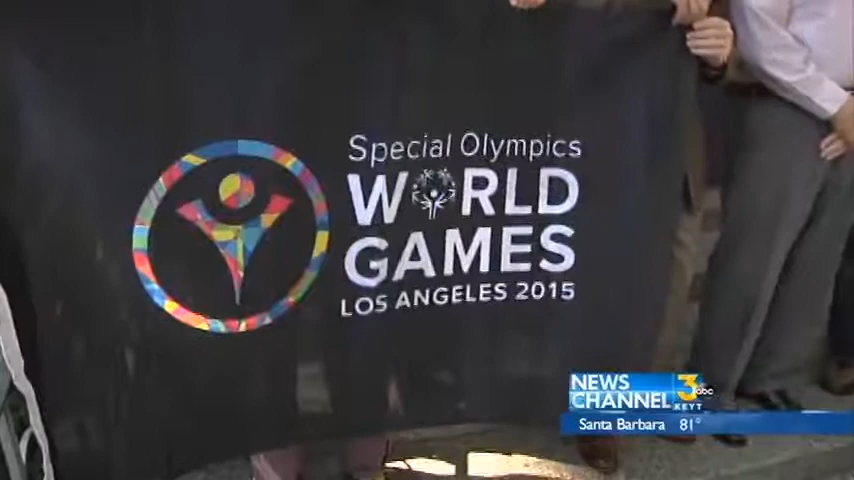 Special Olympics
WORLD
GAMES
LOS ANGELES 2015
NEWS
CHANNEL 3 abc
KEYT
Santa Barbara 81°